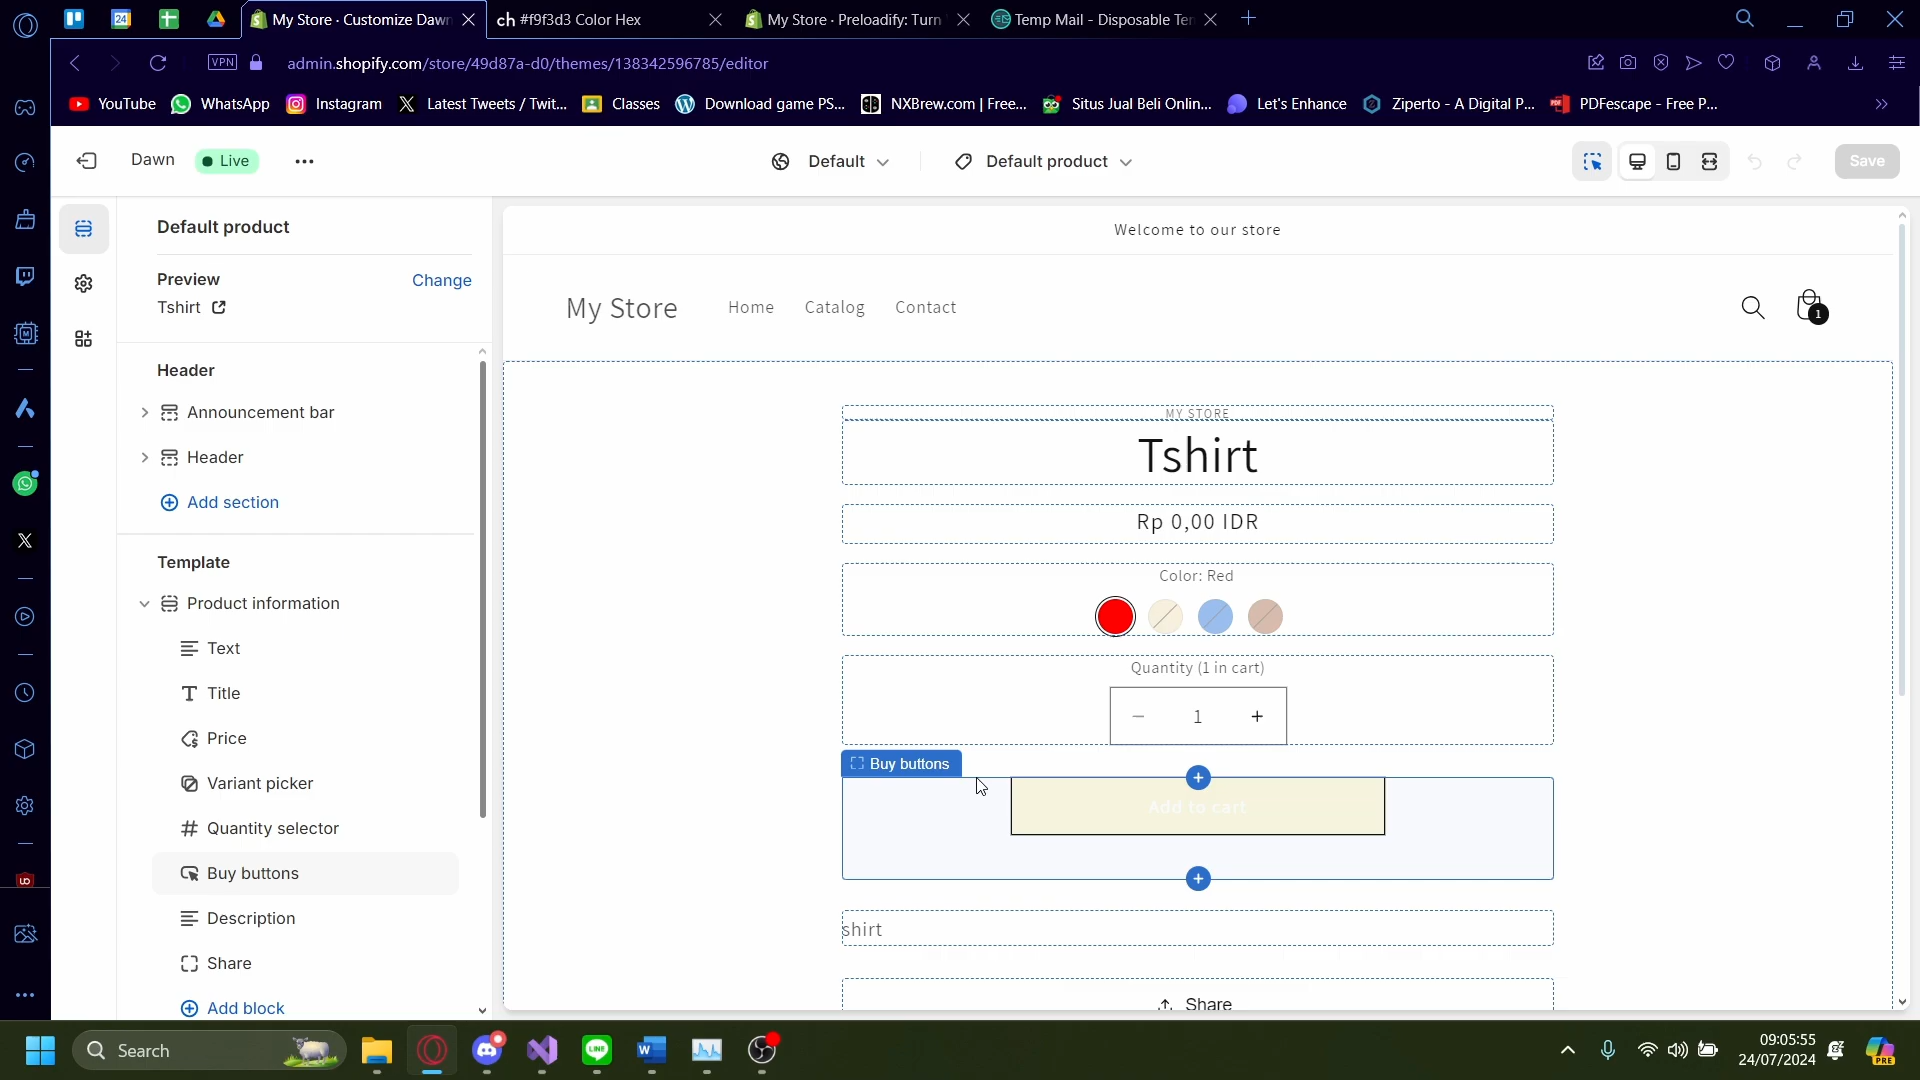 My Store · Customize Dawn
#f9f3d3 Color Hex
My Store · Preloadify: Turn
Temp Mail - Disposable Te
VPN
admin.shopify.com/store/49d87a-d0/themes/138342596785/editor
YouTube
WhatsApp
Instagram
Latest Tweets / Twit...
Classes
Download game PS...
NXBrew.com | Free...
Situs Jual Beli Onlin...
Let's Enhance
Ziperto - A Digital P...
PDFescape - Free P...
Dawn
Live
Default
Default product
Save
Default product
Preview
Change
Tshirt
Header
Announcement bar
Header
Add section
Template
Product information
Text
Title
Price
Variant picker
Quantity selector
Buy buttons
Description
Share
Add block
Welcome to our store
My Store
Home
Catalog
Contact
1
MY STORE
Tshirt
Rp 0,00 IDR
Color: Red
Quantity (1 in cart)
1
Buy buttons
Add to cart
shirt
Share
Search
09:05:55
24/07/2024